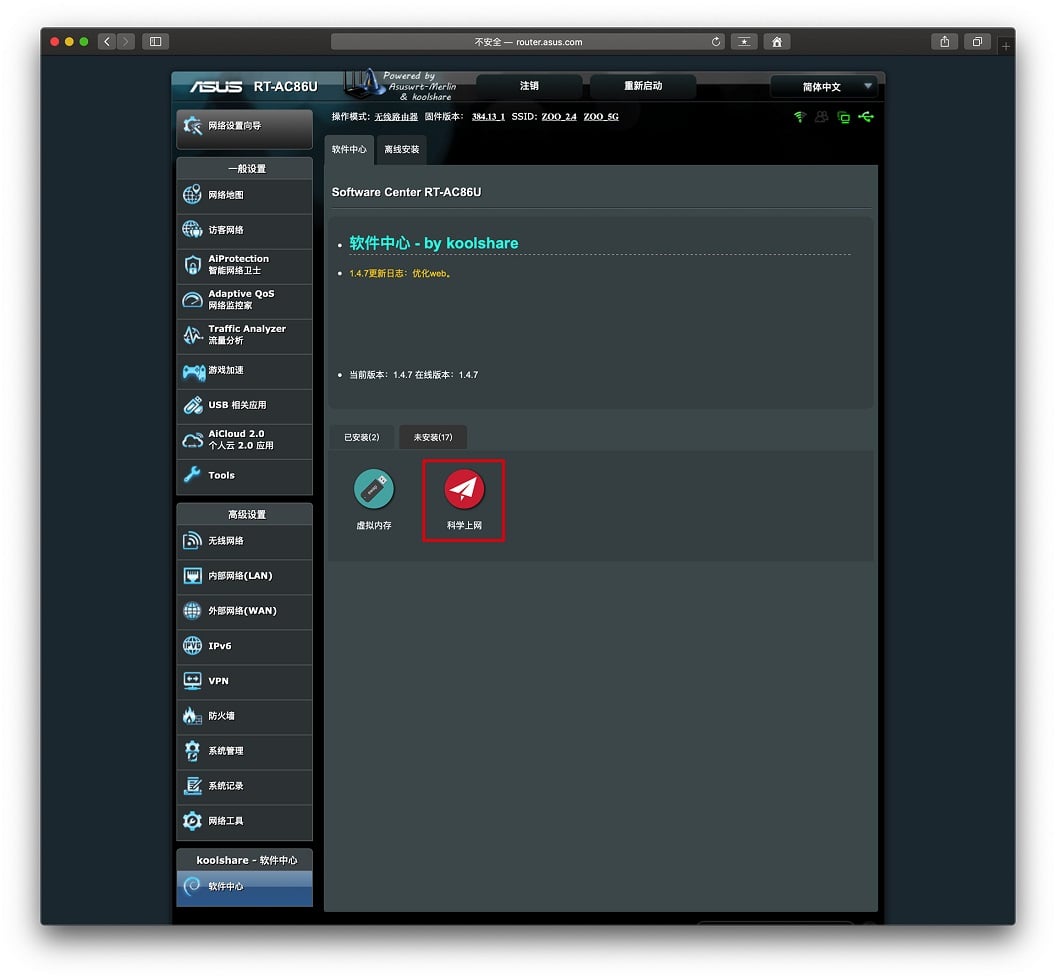 不安全 — router.asus.com
ASUS RT-AC86U
Powered by
Asuswrt-Merlin
& koolshare
注销
重新启动
简体中文
网络设置向导
操作模式: 无线路由器 固件版本: 384.13_1 SSID: ZOO_2.4 ZOO_5G
软件中心
离线安装
一般设置
网络地图
访客网络
AiProtection
智能网络卫士
Adaptive QoS
网络监控家
Traffic Analyzer
流量分析
游戏加速
USB 相关应用
AiCloud 2.0
个人云 2.0 应用
Tools
高级设置
无线网络
内部网络(LAN)
外部网络(WAN)
IPv6
VPN
防火墙
系统管理
系统记录
网络工具
koolshare - 软件中心
软件中心
Software Center RT-AC86U
软件中心 - by koolshare
1.4.7更新日志：优化web。
当前版本：1.4.7 在线版本：1.4.7
已安装(2)
未安装(17)
虚拟内存
科学上网